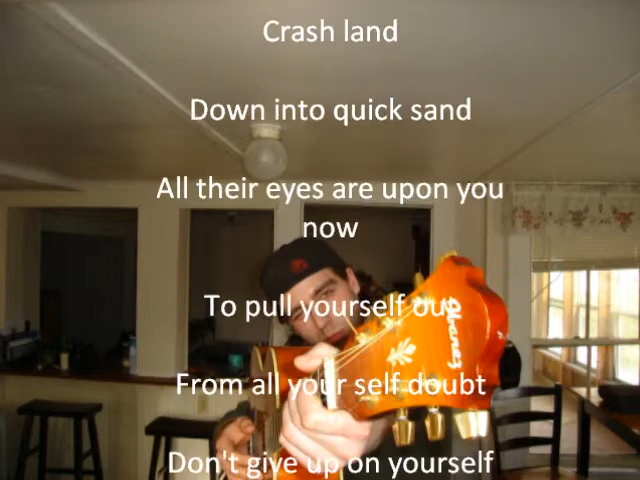 Crash land
Down into quick sand
All their eyes are upon you
now
To pull yourself out
Alvarez
From all your self doubt
Don't give up on yourself